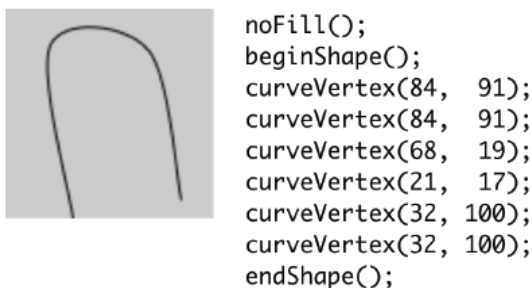 noFill();
beginShape();
curveVertex(84,  91);
curveVertex(84,  91);
curveVertex(68,  19);
curveVertex(21,  17);
curveVertex(32, 100);
curveVertex(32, 100);
endShape();